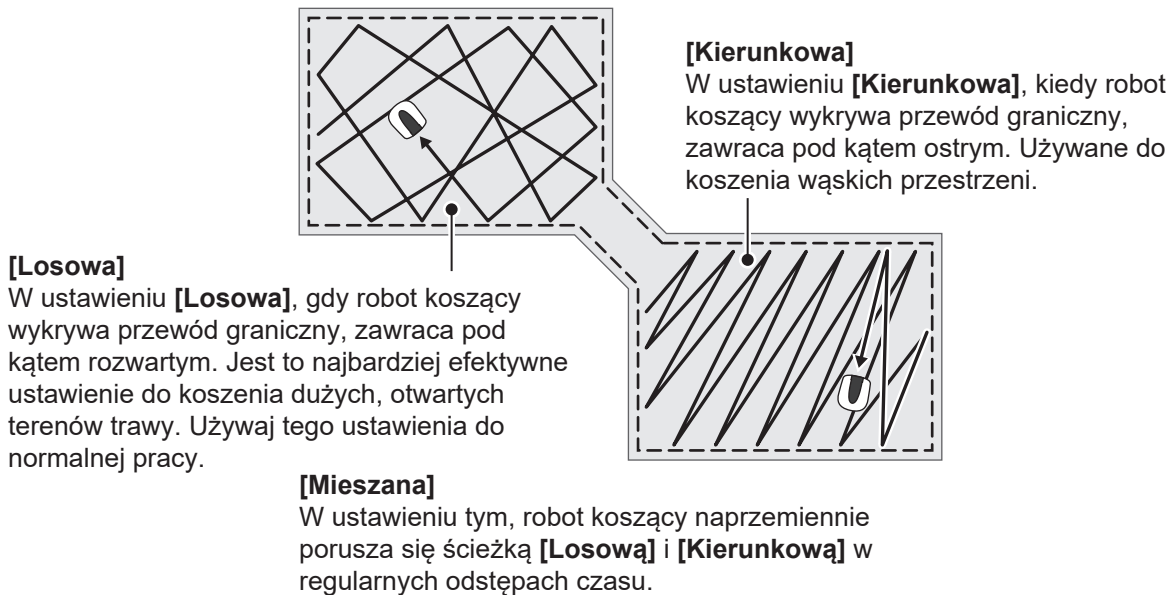 [Kierunkowa]
W ustawieniu [Kierunkowa], kiedy robot
koszący wykrywa przewód graniczny,
zawraca pod kątem ostrym. Używane do
koszenia wąskich przestrzeni.
[Losowa]
W ustawieniu [Losowa], gdy robot koszący
wykrywa przewód graniczny, zawraca pod
kątem rozwartym. Jest to najbardziej efektywne
ustawienie do koszenia dużych, otwartych
terenów trawy. Używaj tego ustawienia do
normalnej pracy.
[Mieszana]
W ustawieniu tym, robot koszący naprzemiennie
porusza się ścieżką [Losową] i [Kierunkową] w
regularnych odstępach czasu.